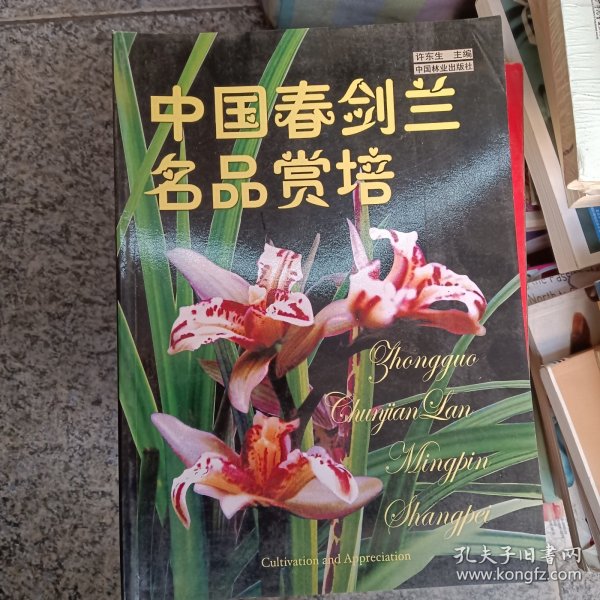 许东生 主编
中国林业出版社
中国春剑兰
名品赏培
Zhongguo
Chunjian Lan
Mingpin
Shangpei
Cultivation and Appreciation
孔夫子旧书网
www.kongfz.com